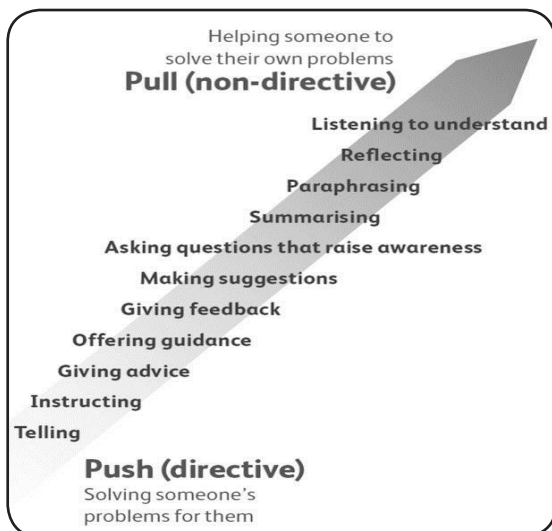 Helping someone to
solve their own problems
Pull (non-directive)
Listening to understand
Reflecting
Paraphrasing
Summarising
Asking questions that raise awareness
Making suggestions
Giving feedback
Offering guidance
Giving advice
Instructing
Telling
Push (directive)
Solving someone's
problems for them